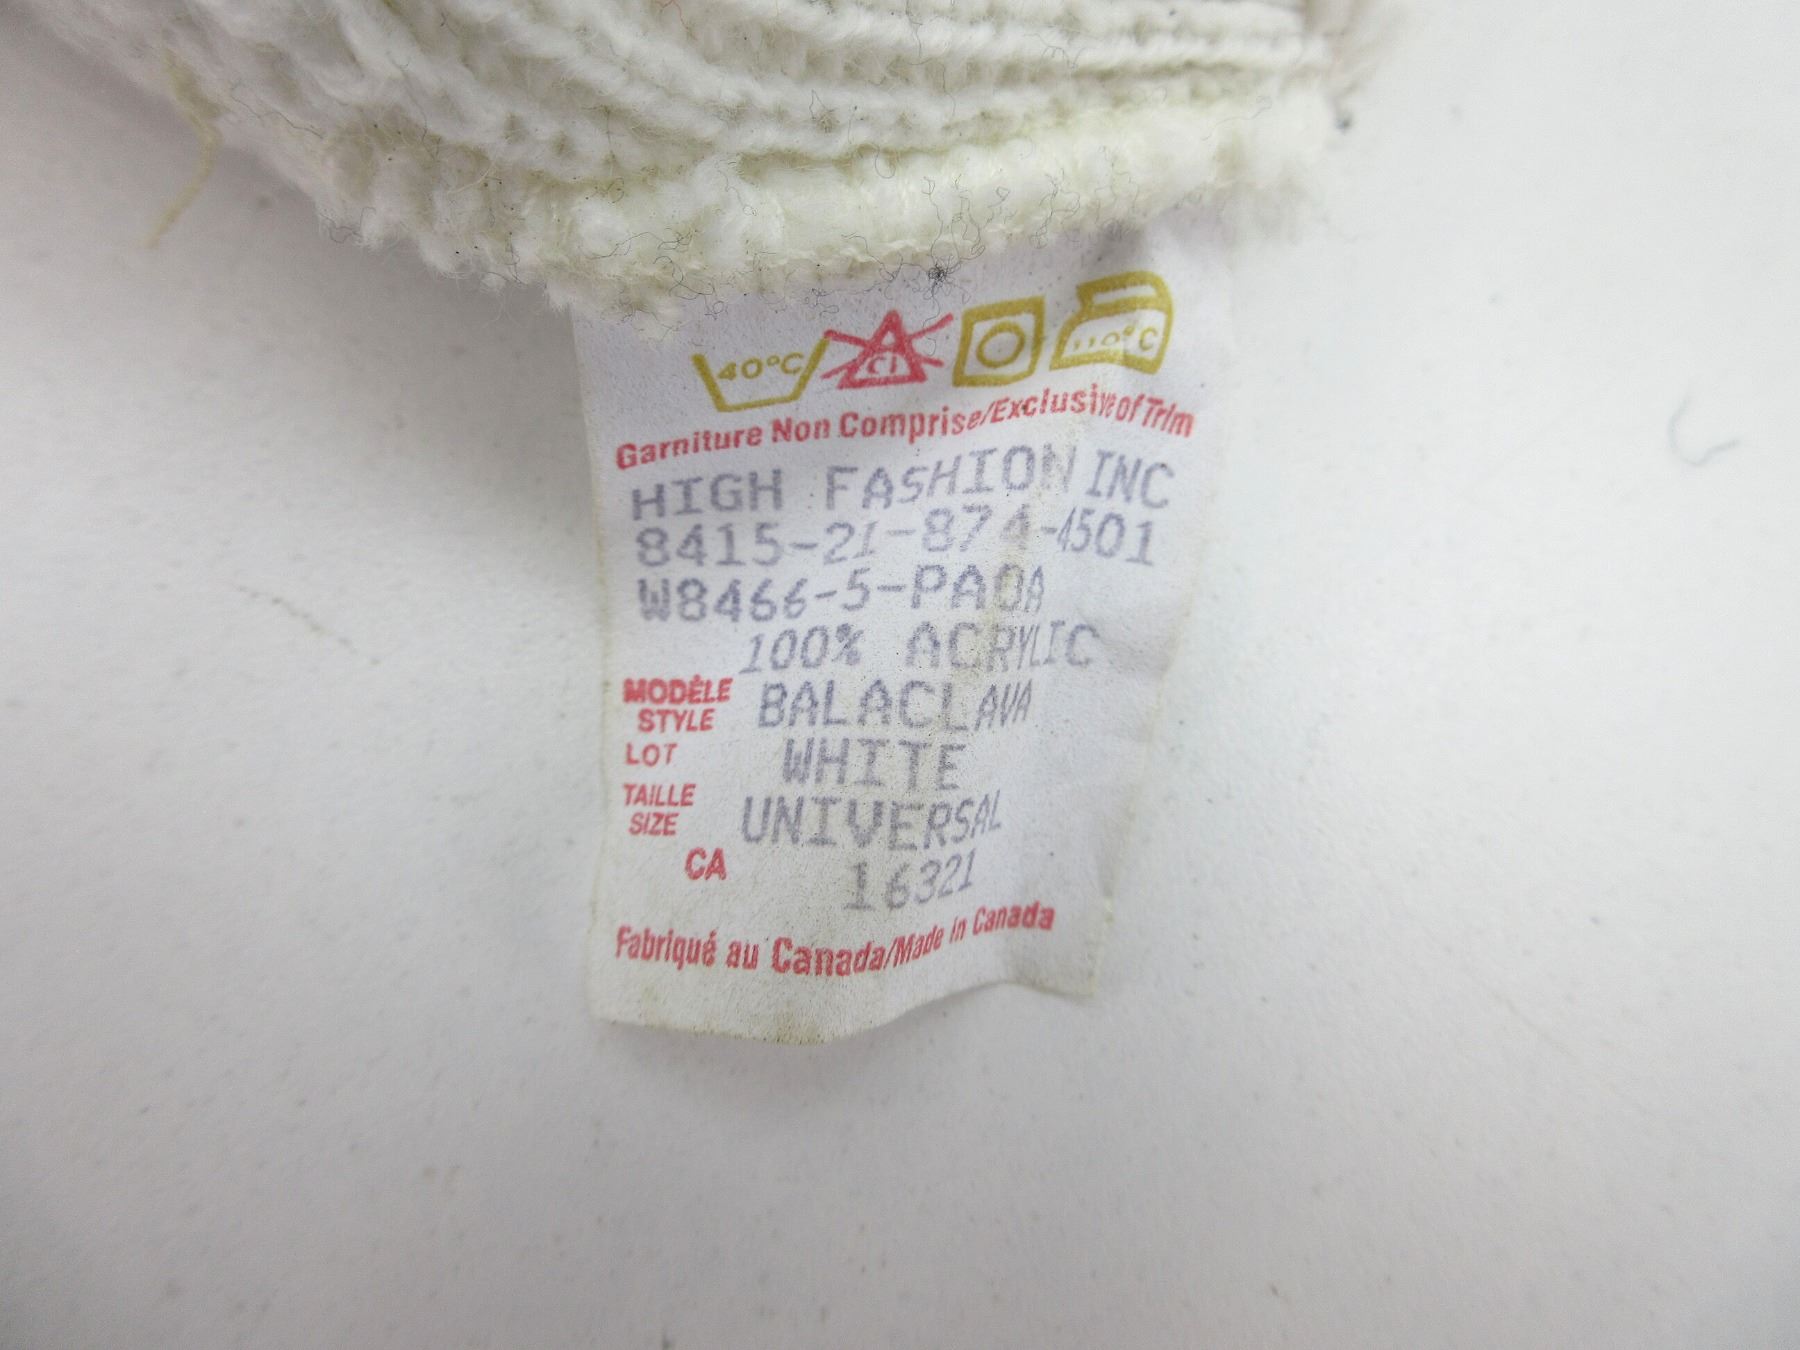 40°C Cl 110°C
Garniture Non Comprise/Exclusive of Trim
HIGH FASHION INC
8415-21-874-4501
W8466-5-PAOA
100% ACRYLIC
MODÈLE
STYLE BALACLAVA
LOT WHITE
TAILLE
SIZE UNIVERSAL
CA 16321
Fabriqué au Canada/Made in Canada